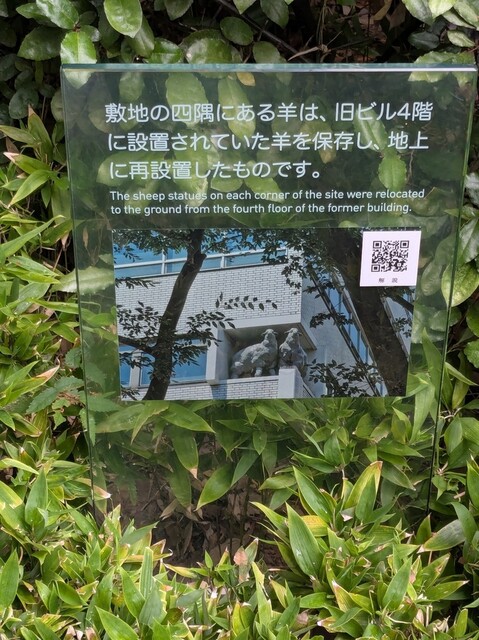 敷地の四隅にある羊は、旧ビル4階
に設置されていた羊を保存し、地上
に再設置したものです。
The sheep statues on each corner of the site were relocated
to the ground from the fourth floor of the former building.
解説